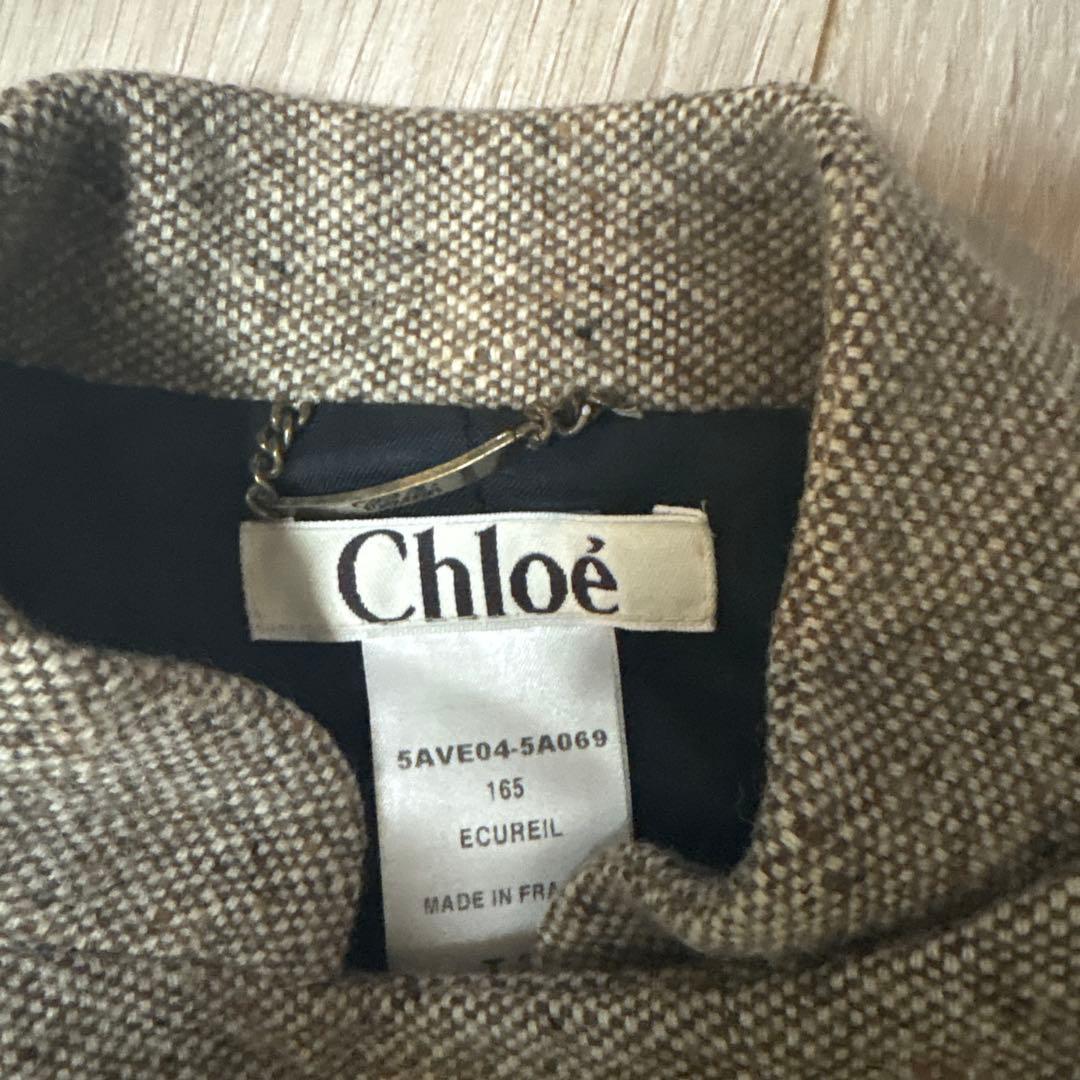 Chloé
5AVE04-5A069
165
ECUREIL
MADE IN FRA